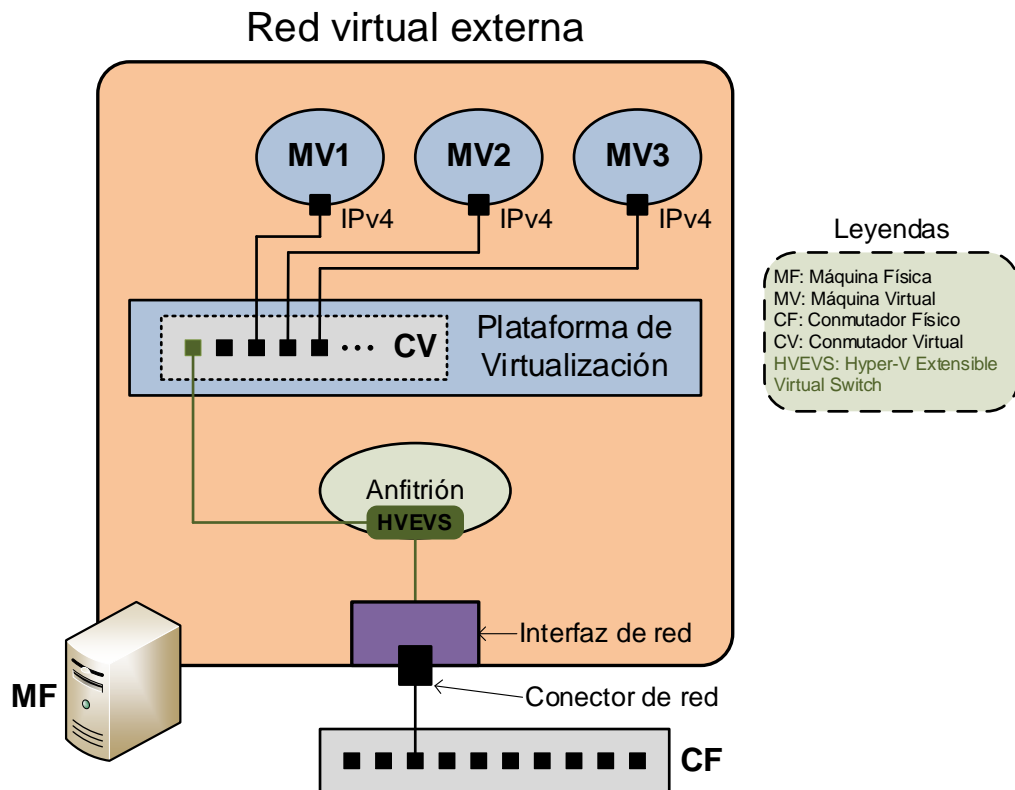 Red virtual externa
MV1
MV2
MV3
IPv4
IPv4
IPv4
Plataforma de
Virtualización
CV
Anfitrión
HVEVS
Interfaz de red
Conector de red
MF
CF
Leyendas
MF: Máquina Física
MV: Máquina Virtual
CF: Conmutador Físico
CV: Conmutador Virtual
HVEVS: Hyper-V Extensible
Virtual Switch